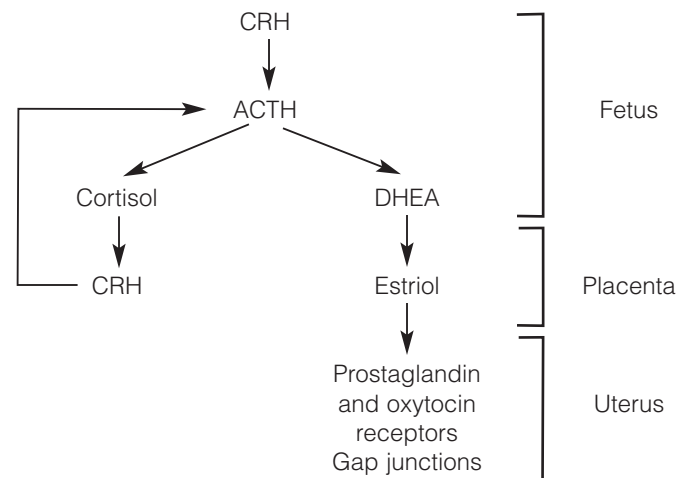 CRH
ACTH
Fetus
Cortisol
DHEA
CRH
Estriol
Placenta
Prostaglandin
and oxytocin
receptors
Gap junctions
Uterus